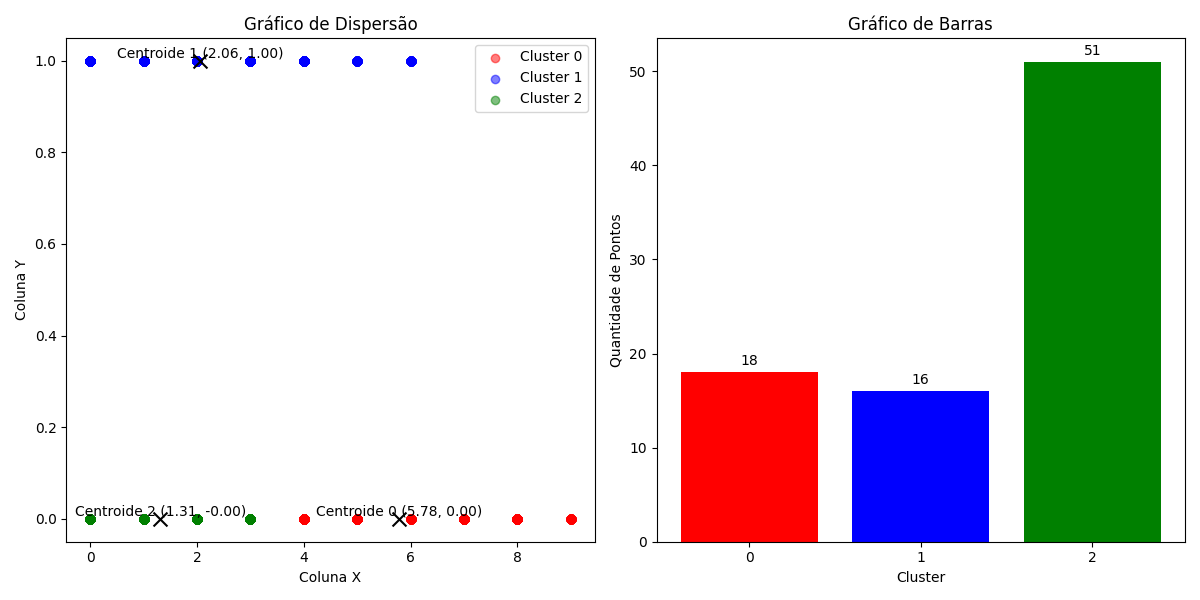 Gráfico de Dispersão
Centroide 1 (2.06, 1.00)
Cluster 0
Cluster 1
Cluster 2
1.0
0.8
0.6
0.4
0.2
0.0
Coluna Y
Centroide 2 (1.31, -0.00)
Centroide 0 (5.78, 0.00)
0 2 4 6 8
Coluna X
Gráfico de Barras
50
40
30
20
10
0
Quantidade de Pontos
18
16
51
0 1 2
Cluster